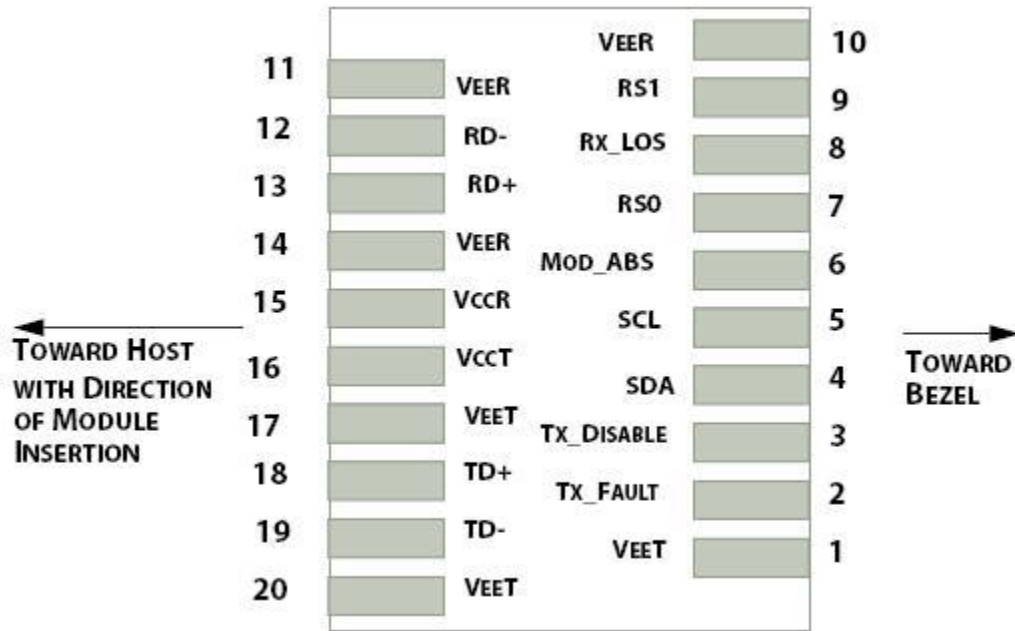 VEER 10
11 VEER
RS1 9
12 RD-
RX_LOS 8
13 RD+
RS0 7
14 VEER
MOD_ABS 6
15 VCCR
SCL 5
16 VCCT
SDA 4
17 VEET
TX_DISABLE 3
18 TD+
TX_FAULT 2
19 TD-
VEET 1
20 VEET
TOWARD HOST
WITH DIRECTION
OF MODULE
INSERTION
TOWARD
BEZEL